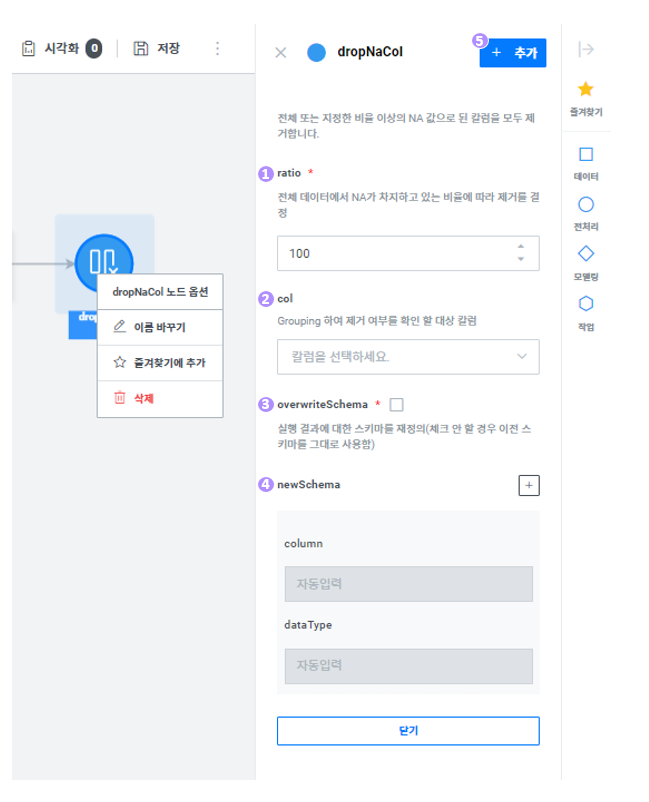 시각화 0
저장
dropNaCol
5
+ 추가
즐겨찾기
데이터
전처리
모델링
작업
dropNaCol 노드 옵션
이름 바꾸기
즐겨찾기에 추가
삭제
전체 또는 지정한 비율 이상의 NA 값으로 된 칼럼을 모두 제
거합니다.
1 ratio *
전체 데이터에서 NA가 차지하고 있는 비율에 따라 제거를 결
정
100
2 col
Grouping 하여 제거 여부를 확인 할 대상 칼럼
칼럼을 선택하세요.
3 overwriteSchema *
실행 결과에 대한 스키마를 재정의(체크 안 할 경우 이전 스
키마를 그대로 사용함)
4 newSchema +
column
자동입력
dataType
자동입력
닫기